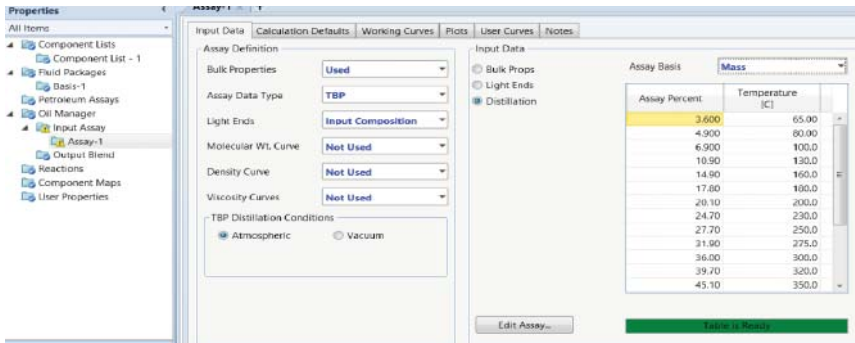 Properties
Assay-1
All Items
Input Data Calculation Defaults Working Curves Plots User Curves Notes
Component Lists
Component List - 1
Fluid Packages
Basis-1
Petroleum Assays
Oil Manager
Input Assay
Assay-1
Output Blend
Reactions
Component Maps
User Properties
Assay Definition
Bulk Properties Used
Assay Data Type TBP
Light Ends Input Composition
Molecular Wt. Curve Not Used
Density Curve Not Used
Viscosity Curves Not Used
TBP Distillation Conditions
Atmospheric Vacuum
Input Data
Bulk Props
Light Ends
Distillation
Assay Basis Mass
Assay Percent Temperature
[C]
3.600 65.00
4.900 80.00
6.900 100.0
10.90 130.0
14.90 160.0
17.80 180.0
20.10 200.0
24.70 230.0
27.70 250.0
31.90 275.0
36.00 300.0
39.70 320.0
45.10 350.0
Edit Assay...
Table is Ready